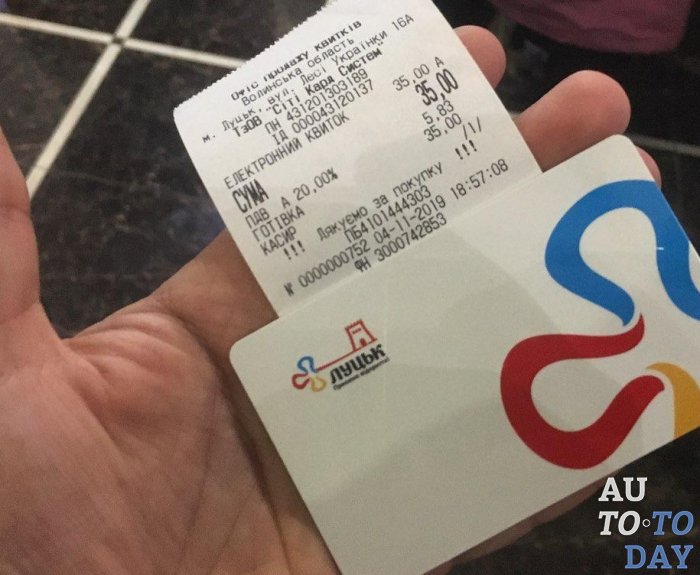 Офіс продажу квитків
Волинська область
м. Луцьк, вул. Лесі Українки 16А
ТзОВ "Сіті Кард Систем"
ПН 431201303189
ІД 000043120137
ЕЛЕКТРОННИЙ КВИТОК 35,00 А
СУМА 35,00
ПДВ А 20,00% 5,83
ГОТІВКА 35,00
КАСИР /1/
!!! Дякуємо за покупку !!!
ПБ4101444303
№ 0000000752 04-11-2019 18:57:08
ФН 3000742853
ЛУЦЬК
AU
TO TO
DAY